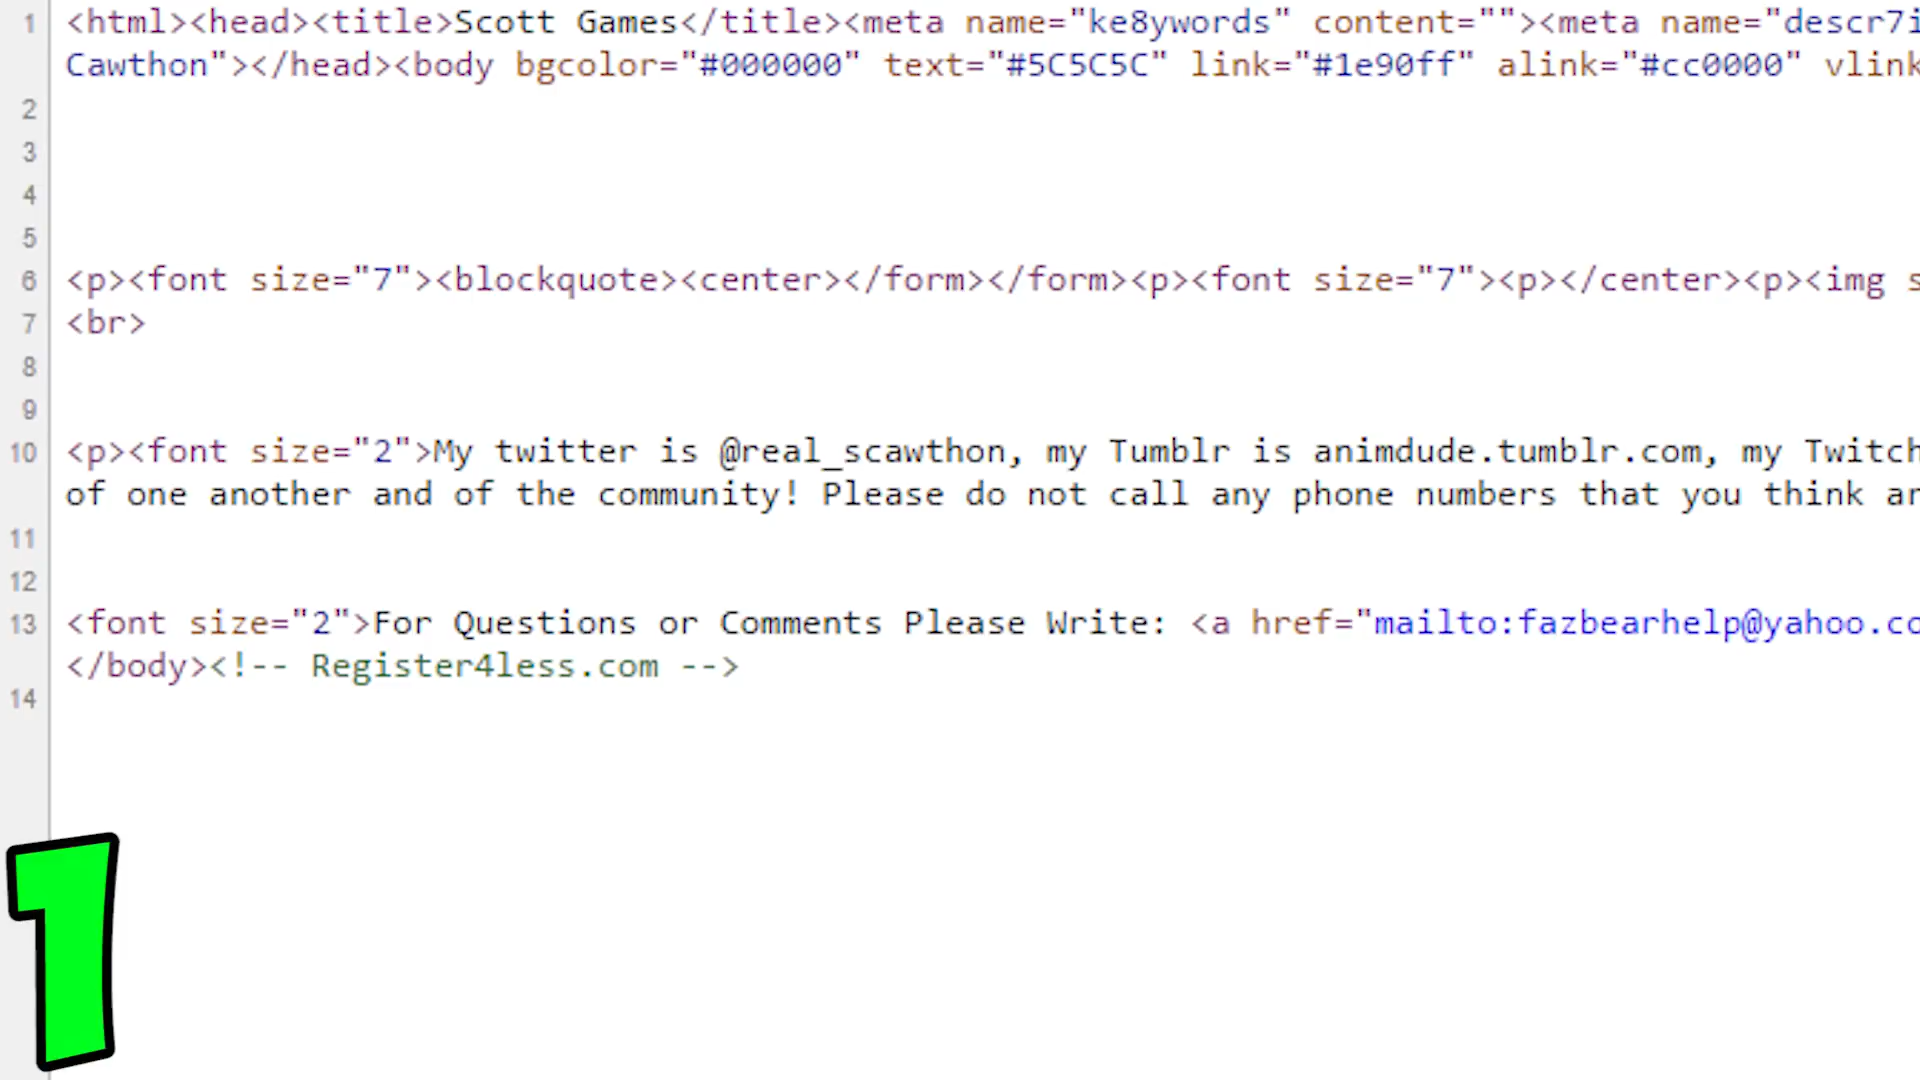 1 <html><head><title>Scott Games</title><meta name="ke8ywords" content=""><meta name="descr7i
Cawthon"></head><body bgcolor="#000000" text="#5C5C5C" link="#1e90ff" alink="#cc0000" vlink
2
3
4
5
6 <p><font size="7"><blockquote><center></form></form><p><font size="7"><p></center><p><img s
7 <br>
8
9
10 <p><font size="2">My twitter is @real_scawthon, my Tumblr is animdude.tumblr.com, my Twitch
of one another and of the community! Please do not call any phone numbers that you think ar
11
12
13 <font size="2">For Questions or Comments Please Write: <a href="mailto:fazbearhelp@yahoo.co
</body><!-- Register4less.com -->
14
1